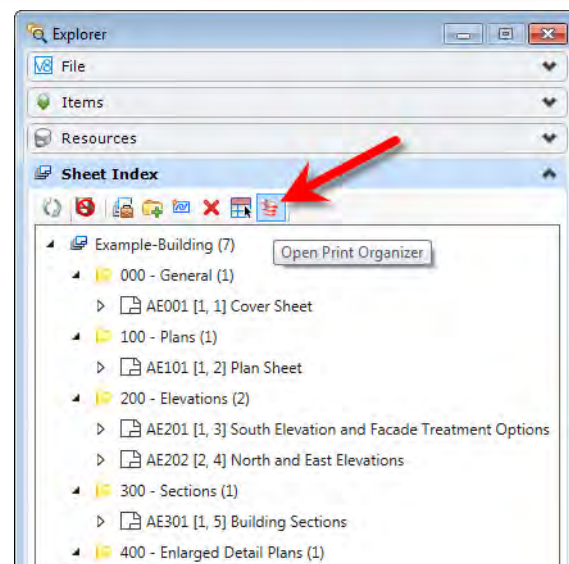 Explorer
V8 File
Items
Resources
Sheet Index
Example-Building (7)
Open Print Organizer
000 - General (1)
AE001 [1, 1] Cover Sheet
100 - Plans (1)
AE101 [1, 2] Plan Sheet
200 - Elevations (2)
AE201 [1, 3] South Elevation and Facade Treatment Options
AE202 [2, 4] North and East Elevations
300 - Sections (1)
AE301 [1, 5] Building Sections
400 - Enlarged Detail Plans (1)